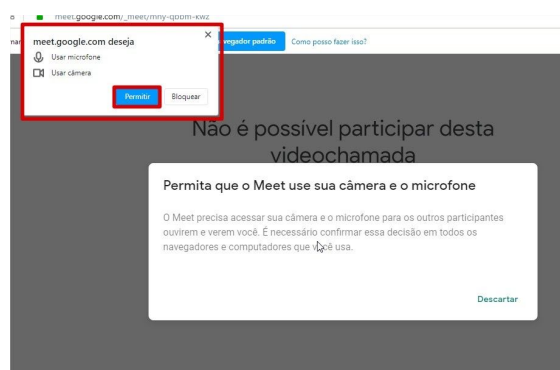 meet.google.com/_meet/mny-qobm-kwz
meet.google.com deseja
Usar microfone
Usar câmera
Permitir Bloquear
vegador padrão Como posso fazer isso?
Não é possível participar desta
videochamada
Permita que o Meet use sua câmera e o microfone
O Meet precisa acessar sua câmera e o microfone para os outros participantes
ouvirem e verem você. É necessário confirmar essa decisão em todos os
navegadores e computadores que você usa.
Descartar